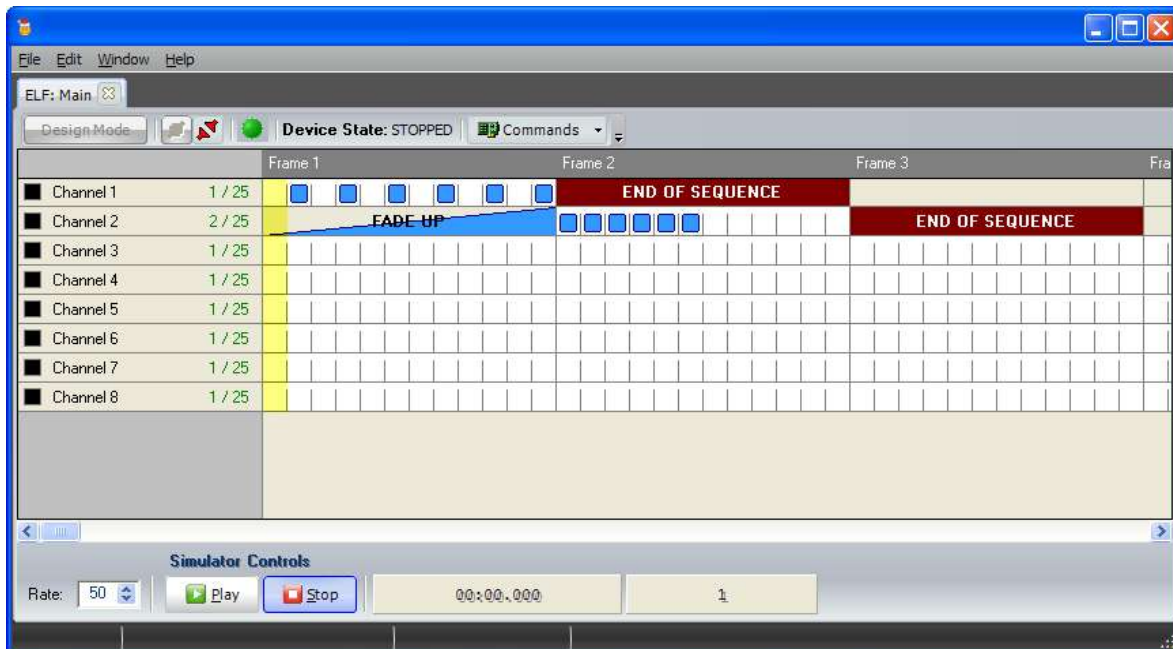 File Edit Window Help
ELF: Main
Design Mode Device State: STOPPED Commands
Frame 1 Frame 2 Frame 3 Fra
Channel 1 1 / 25 END OF SEQUENCE
Channel 2 2 / 25 FADE UP END OF SEQUENCE
Channel 3 1 / 25
Channel 4 1 / 25
Channel 5 1 / 25
Channel 6 1 / 25
Channel 7 1 / 25
Channel 8 1 / 25
Simulator Controls
Rate: 50 Play Stop 00:00.000 1